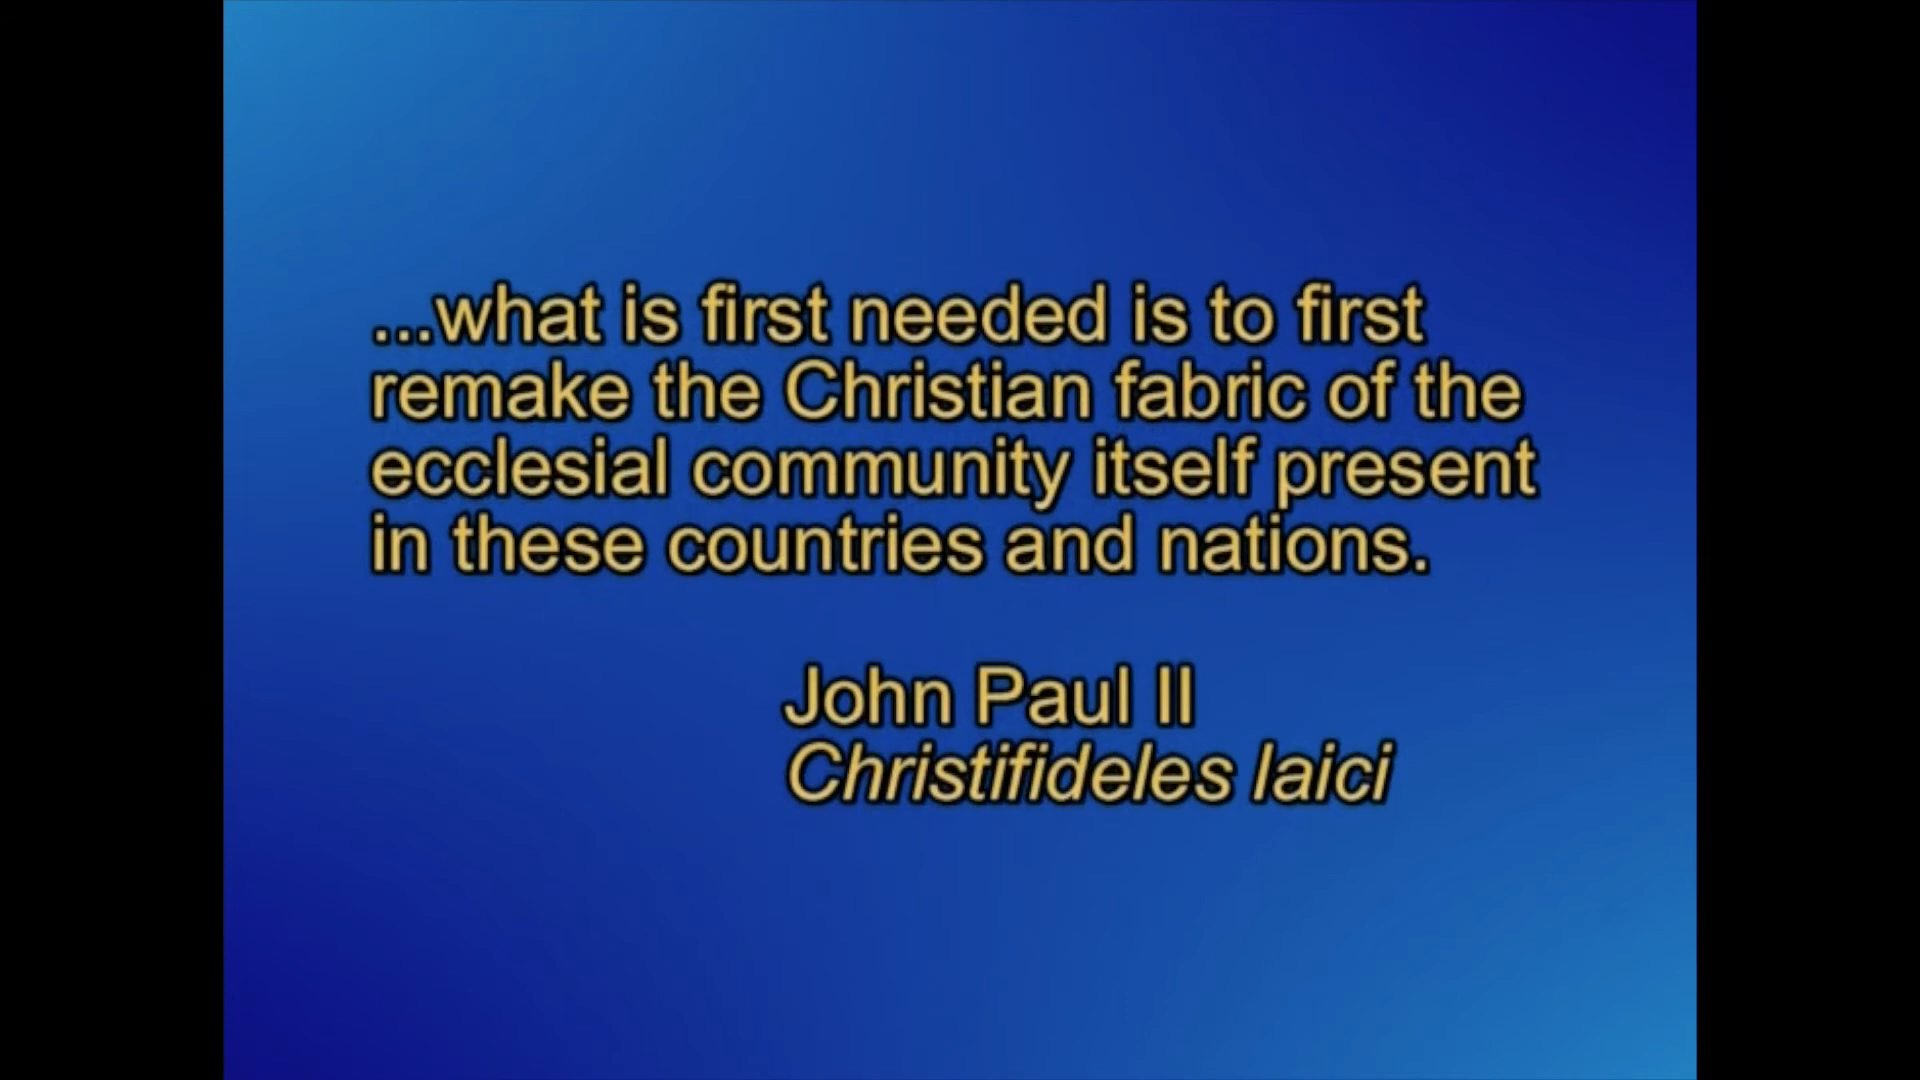 ...what is first needed is to first
remake the Christian fabric of the
ecclesial community itself present
in these countries and nations.
John Paul II
Christifideles laici